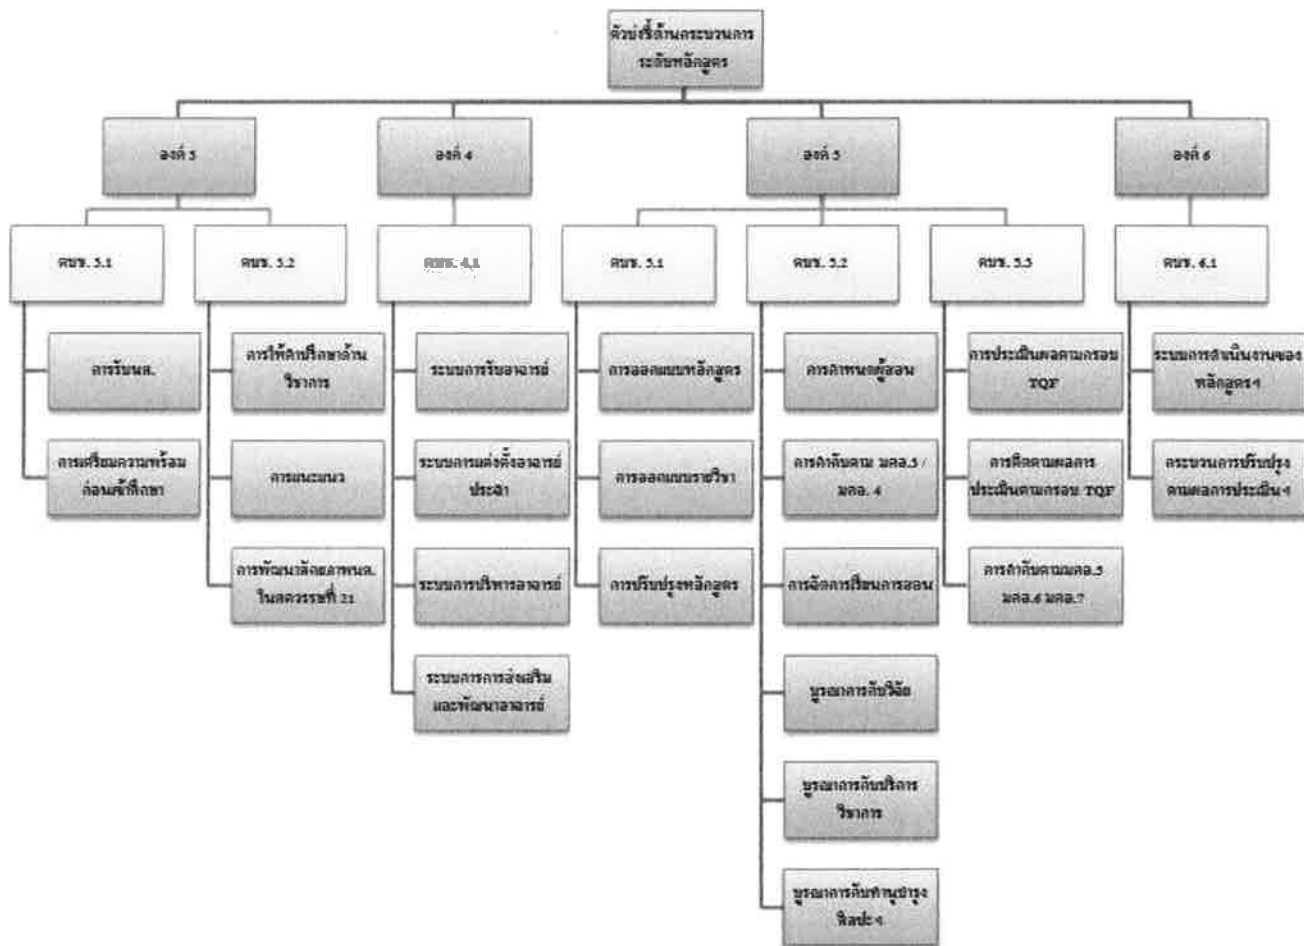 ตัวบ่งชี้ด้านกระบวนการ
ระดับหลักสูตร
องค์ 3
องค์ 4
องค์ 5
องค์ 6
ตบช. 3.1
ตบช. 3.2
ตบช. 4.1
ตบช. 5.1
ตบช. 5.2
ตบช. 5.3
ตบช. 6.1
การรับนศ.
การเตรียมความพร้อม
ก่อนเข้าศึกษา
การให้คำปรึกษาด้าน
วิชาการ
การแนะแนว
การพัฒนาศักยภาพนศ.
ในศตวรรษที่ 21
ระบบการรับอาจารย์
ระบบการแต่งตั้งอาจารย์
ประจำ
ระบบการบริหารอาจารย์
ระบบการการส่งเสริม
และพัฒนาอาจารย์
การออกแบบหลักสูตร
การออกแบบรายวิชา
การปรับปรุงหลักสูตร
การกำหนดผู้สอน
การกำกับตาม มคอ.3 /
มคอ. 4
การจัดการเรียนการสอน
บูรณาการกับวิจัย
บูรณาการกับบริการ
วิชาการ
บูรณาการกับทำนุบำรุง
ศิลปะ ฯ
การประเมินผลตามกรอบ
TQF
การติดตามผลการ
ประเมินตามกรอบ TQF
การกำกับตามมคอ.5
มคอ.6 มคอ.7
ระบบการดำเนินงานของ
หลักสูตร ฯ
กระบวนการปรับปรุง
ตามผลการประเมิน ฯ